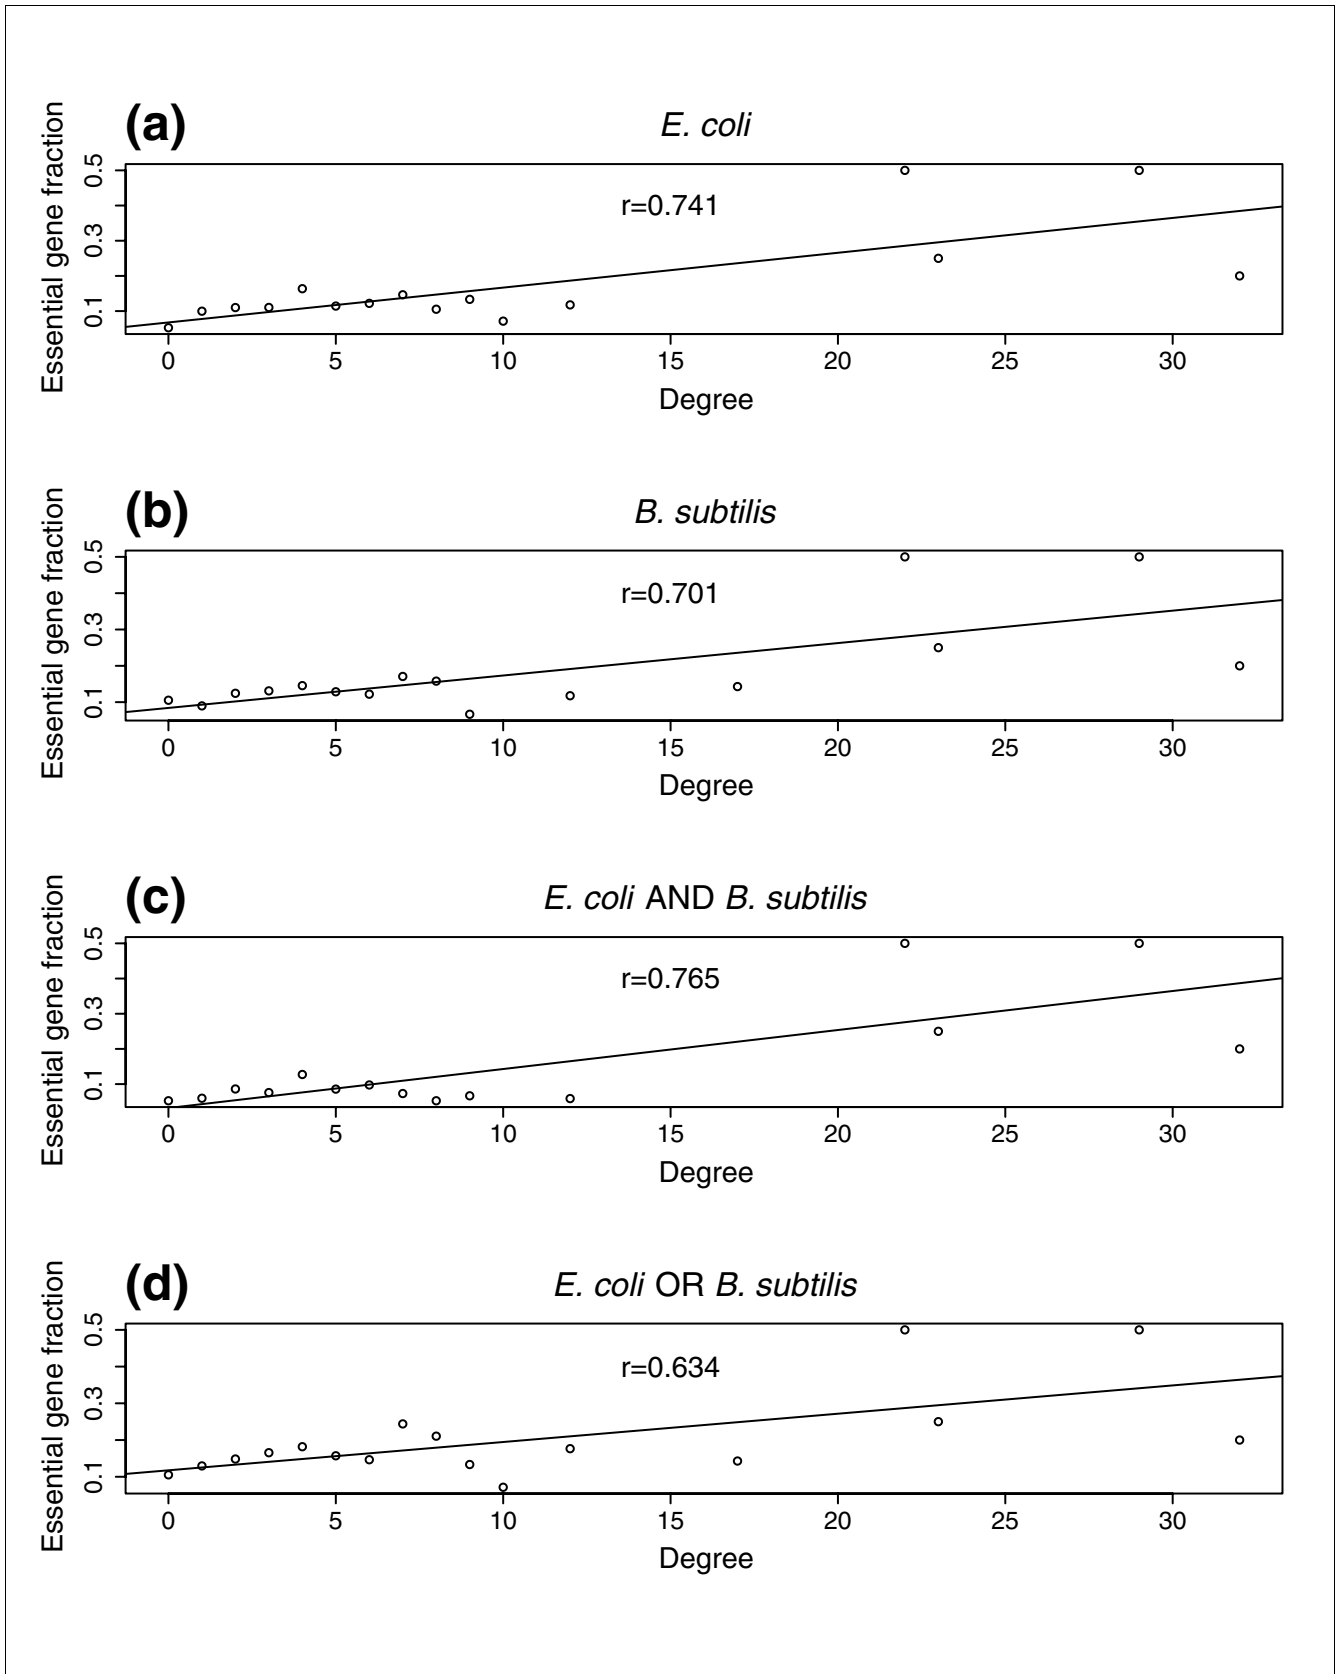 (a)
E. coli
Essential gene fraction
0.5
0.3
0.1
r=0.741
0 5 10 15 20 25 30
Degree
(b)
B. subtilis
Essential gene fraction
0.5
0.3
0.1
r=0.701
0 5 10 15 20 25 30
Degree
(c)
E. coli AND B. subtilis
Essential gene fraction
0.5
0.3
0.1
r=0.765
0 5 10 15 20 25 30
Degree
(d)
E. coli OR B. subtilis
Essential gene fraction
0.5
0.3
0.1
r=0.634
0 5 10 15 20 25 30
Degree